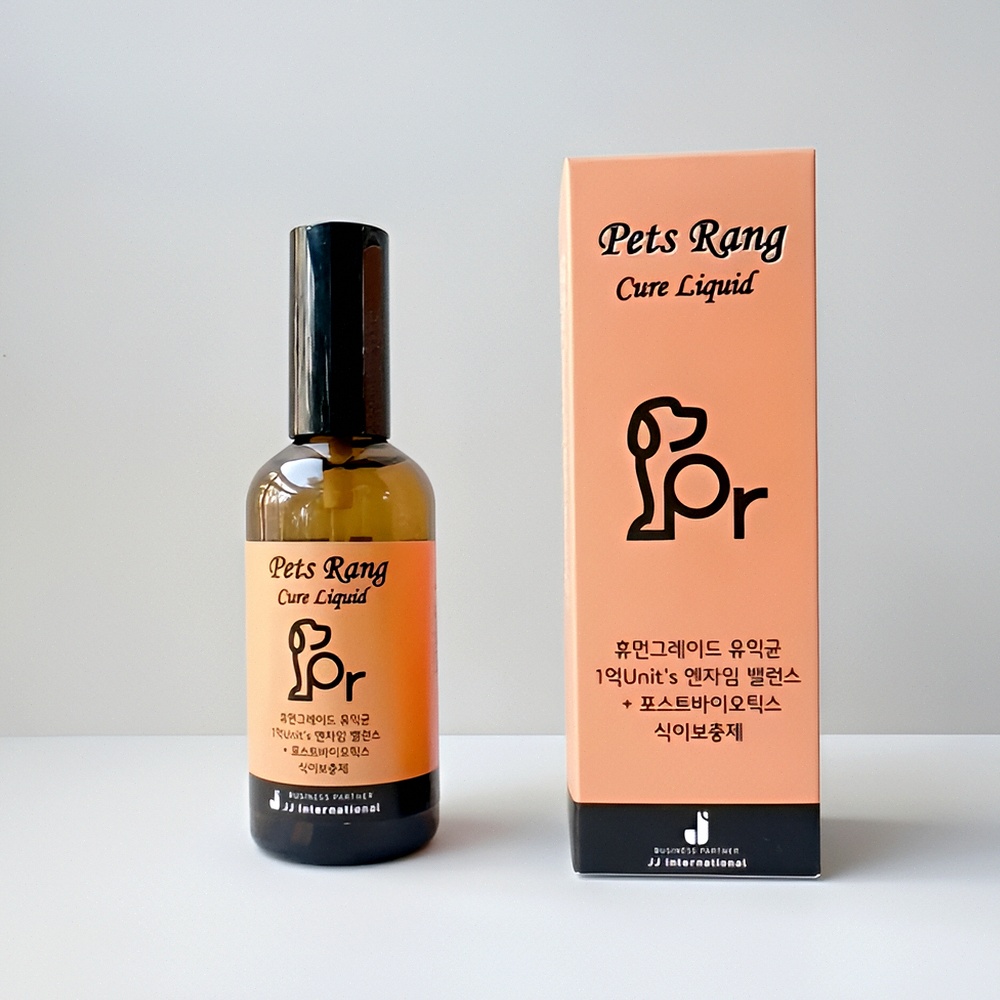 Pets Rang
Cure Liquid
pr
휴먼그레이드 유익균
1억Unit's 엔자임 밸런스
+ 포스트바이오틱스
식이보충제
BUSINESS PARTNER
JJ International
Pets Rang
Cure Liquid
pr
휴먼그레이드 유익균
1억Unit's 엔자임 밸런스
+ 포스트바이오틱스
식이보충제
J
BUSINESS PARTNER
JJ International